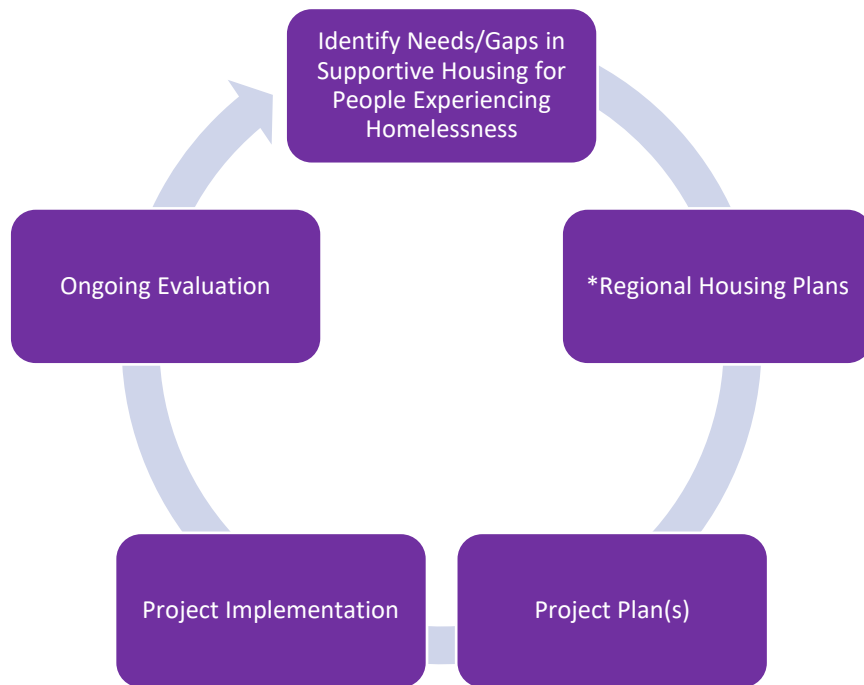 Identify Needs/Gaps in
Supportive Housing for
People Experiencing
Homelessness
*Regional Housing Plans
Project Plan(s)
Project Implementation
Ongoing Evaluation